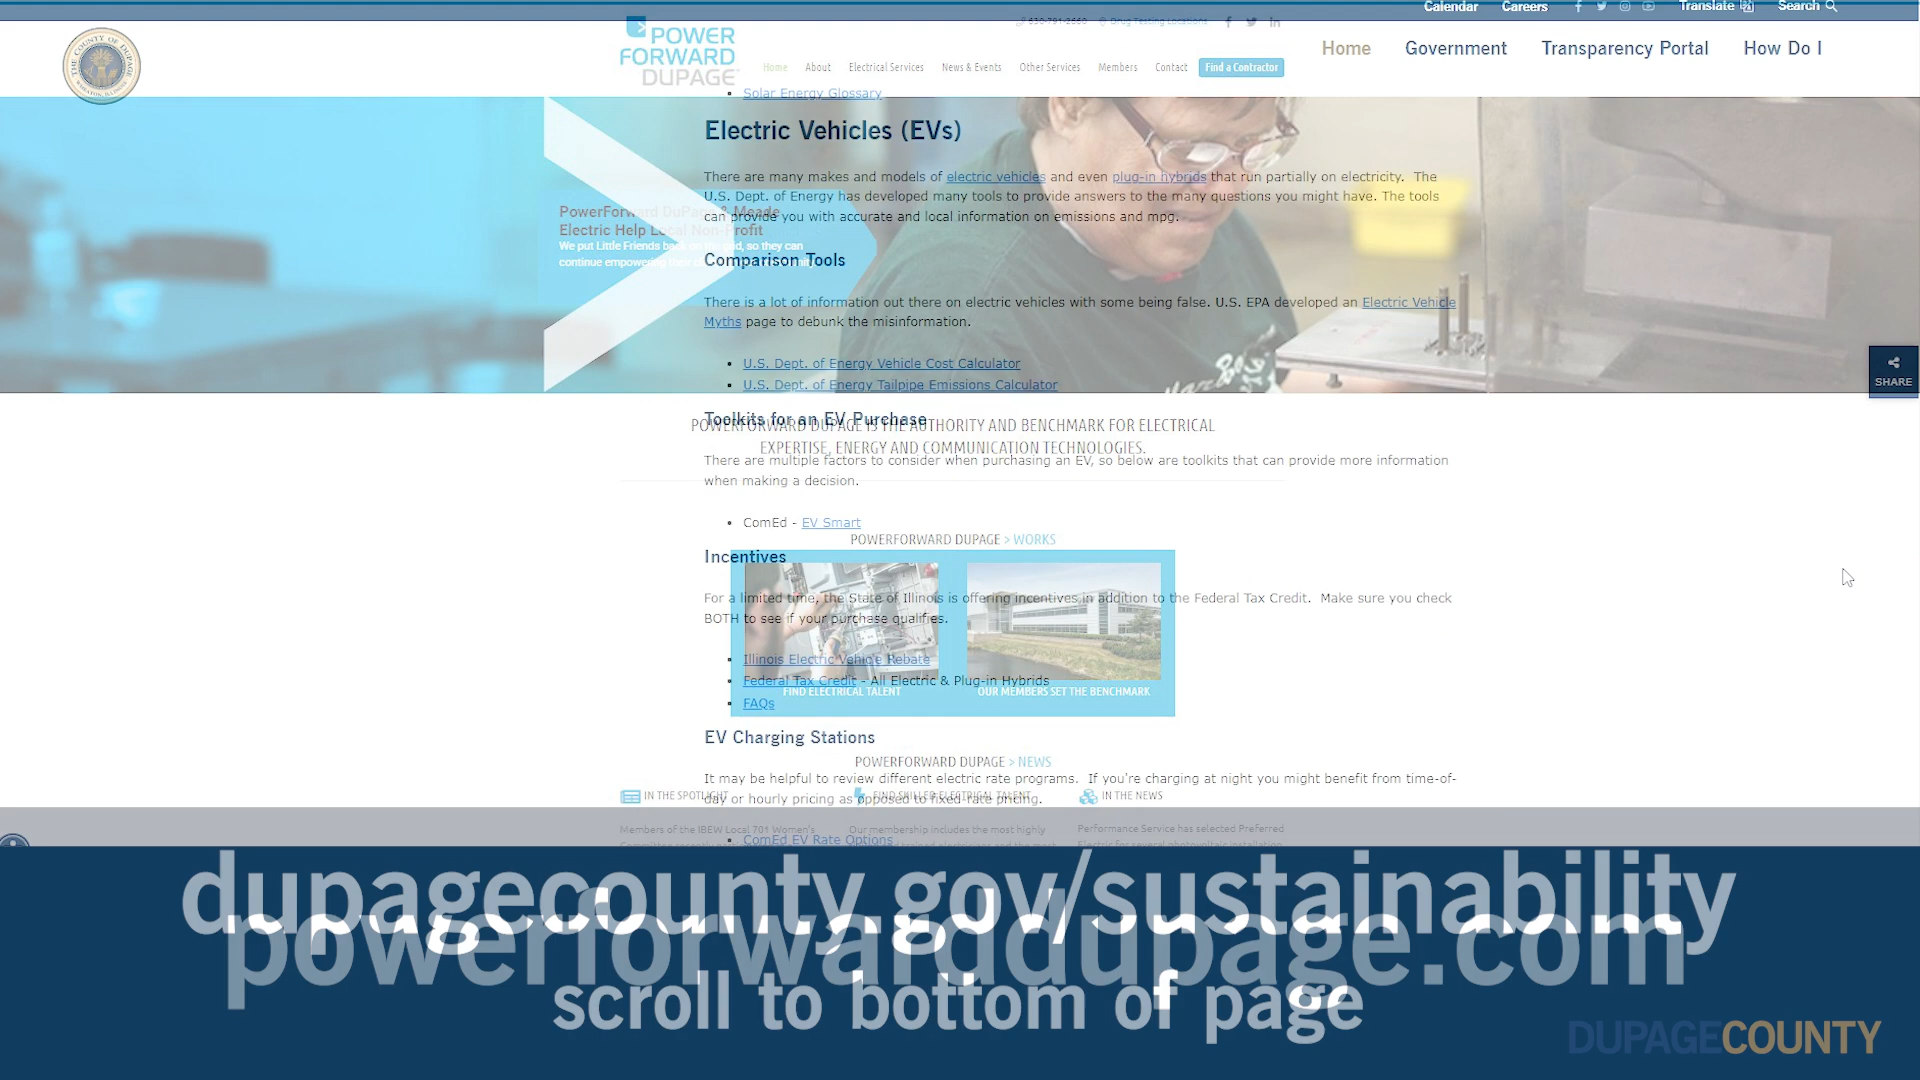 Calendar Careers Translate Search
630-791-2660 Drug Testing Locations
POWER
FORWARD
DUPAGE
Home Government Transparency Portal How Do I
Home About Electrical Services News & Events Other Services Members Contact Find a Contractor
Solar Energy Glossary
Electric Vehicles (EVs)
There are many makes and models of electric vehicles and even plug-in hybrids that run partially on electricity. The
U.S. Dept. of Energy has developed many tools to provide answers to the many questions you might have. The tools
can provide you with accurate and local information on emissions and mpg.
PowerForward DuPage & Meade
Electric Help Local Non-Profit
We put Little Friends back on the grid, so they can
continue empowering their
Comparison Tools
There is a lot of information out there on electric vehicles with some being false. U.S. EPA developed an Electric Vehicle
Myths page to debunk the misinformation.
U.S. Dept. of Energy Vehicle Cost Calculator
U.S. Dept. of Energy Tailpipe Emissions Calculator
SHARE
Toolkits for an EV Purchase
POWERFORWARD DUPAGE IS THE AUTHORITY AND BENCHMARK FOR ELECTRICAL
EXPERTISE, ENERGY AND COMMUNICATION TECHNOLOGIES.
There are multiple factors to consider when purchasing an EV, so below are toolkits that can provide more information
when making a decision.
ComEd - EV Smart
POWERFORWARD DUPAGE > WORKS
Incentives
For a limited time, the State of Illinois is offering incentives in addition to the Federal Tax Credit. Make sure you check
BOTH to see if your purchase qualifies.
Illinois Electric Vehicle Rebate
Federal Tax Credit - All Electric & Plug-in Hybrids
FIND ELECTRICAL TALENT OUR MEMBERS SET THE BENCHMARK
FAQs
EV Charging Stations
POWERFORWARD DUPAGE > NEWS
It may be helpful to review different electric rate programs. If you're charging at night you might benefit from time-of-
day or hourly pricing as opposed to fixed-rate pricing.
IN THE SPOTLIGHT FIND SKILLED ELECTRICAL TALENT IN THE NEWS
Members of the IBEW Local 701 Women's Our membership includes the most highly Performance Service has selected Preferred
ComEd EV Rate Options
dupagecounty.gov/sustainability
powerforwarddupage.com
scroll to bottom of page
DUPAGECOUNTY